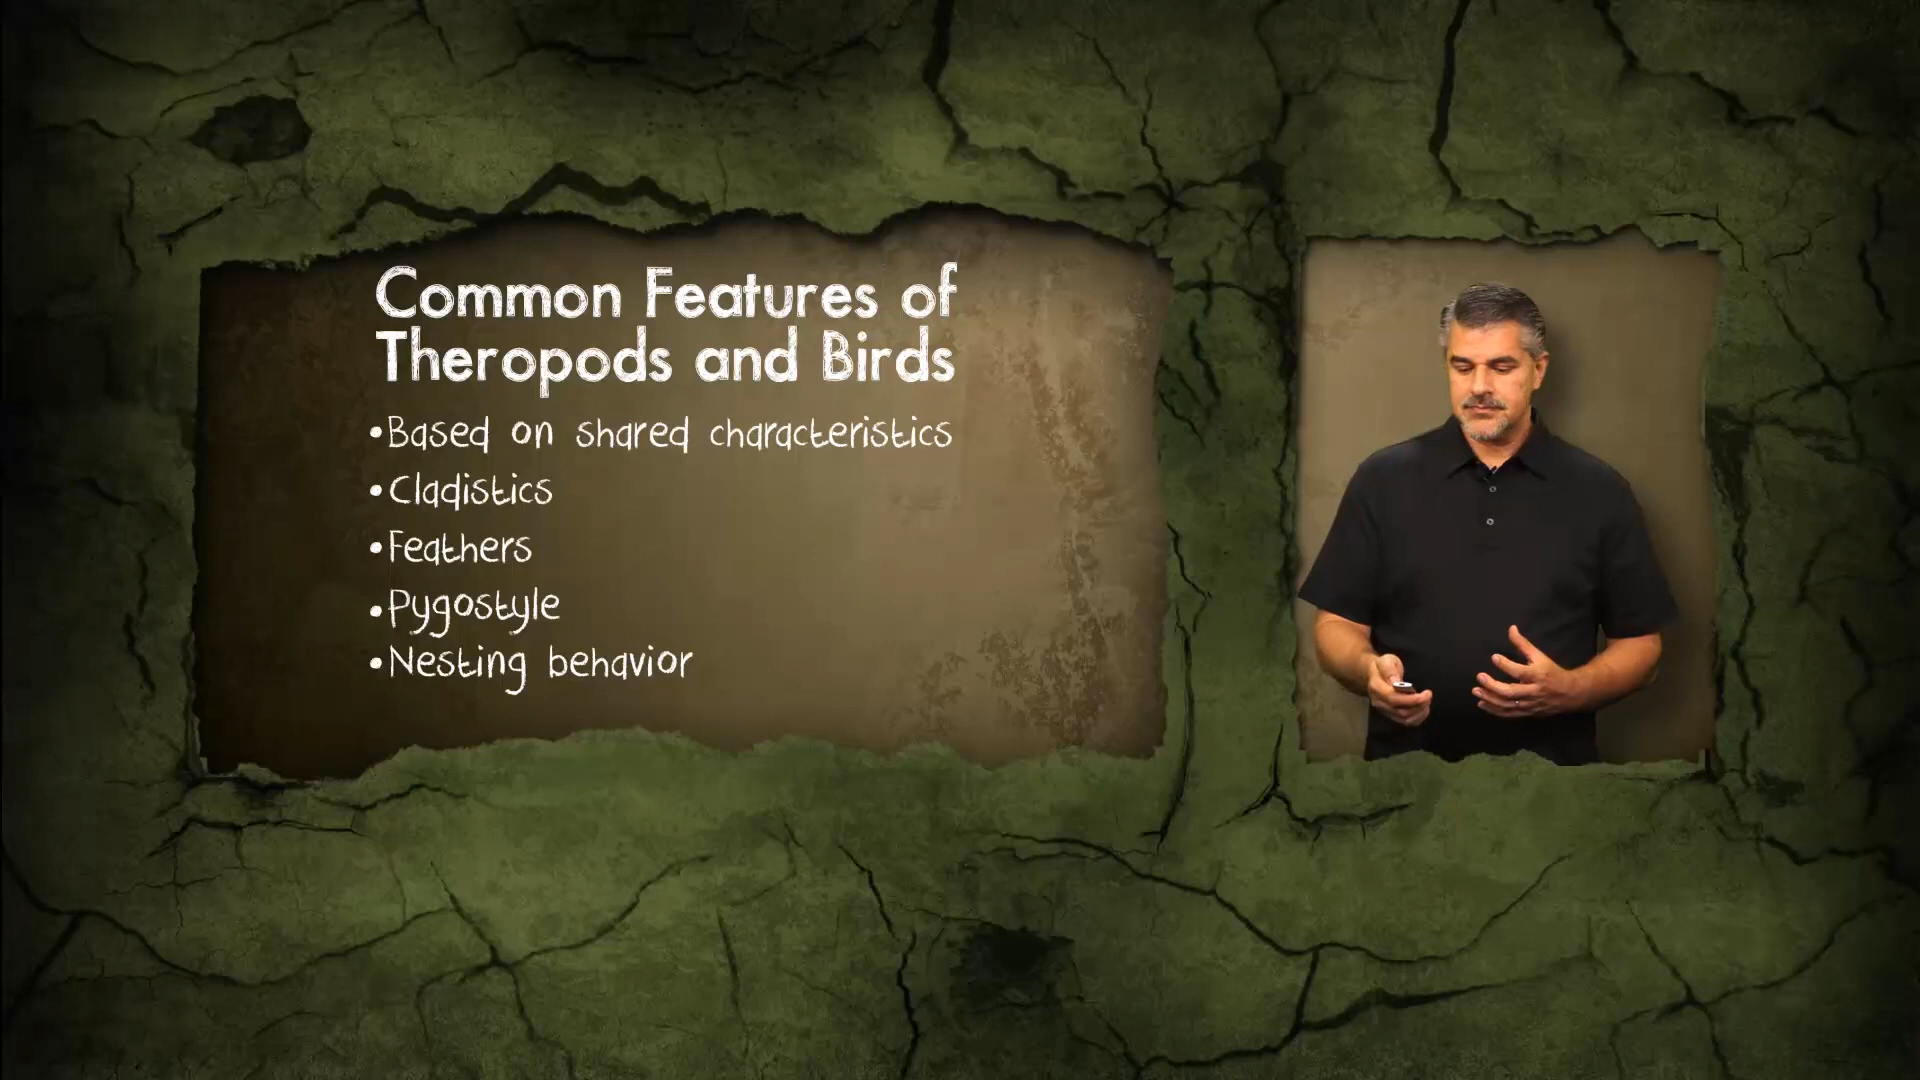 Common Features of
Theropods and Birds
•Based on shared characteristics
•Cladistics
•Feathers
•Pygostyle
•Nesting behavior